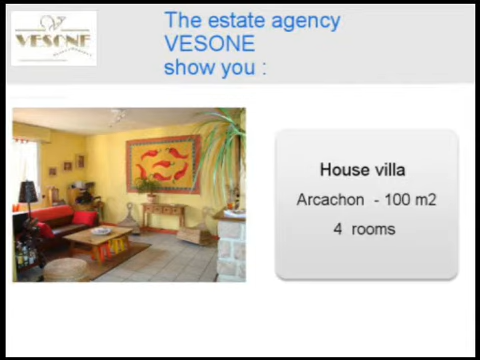 VESONE
The estate agency
VESONE
show you :
House villa
Arcachon - 100 m2
4 rooms